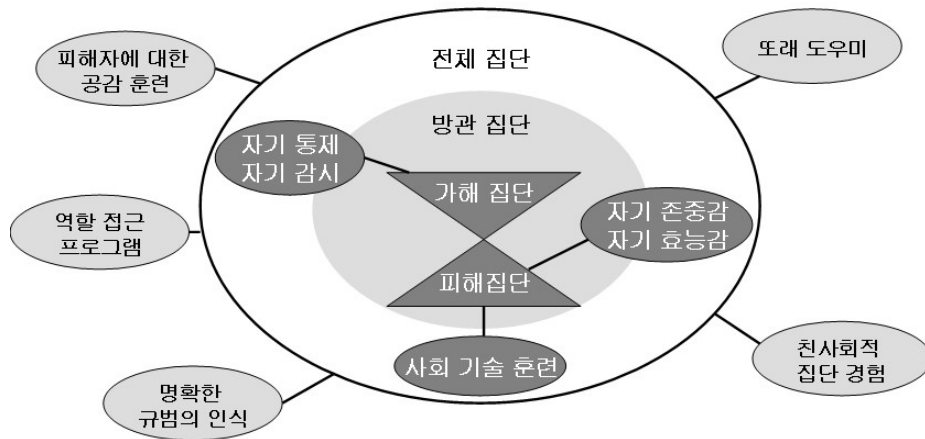 피해자에 대한
공감 훈련
전체 집단
또래 도우미
방관 집단
자기 통제
자기 감시
가해 집단
자기 존중감
자기 효능감
역할 접근
프로그램
피해집단
사회 기술 훈련
친사회적
집단 경험
명확한
규범의 인식